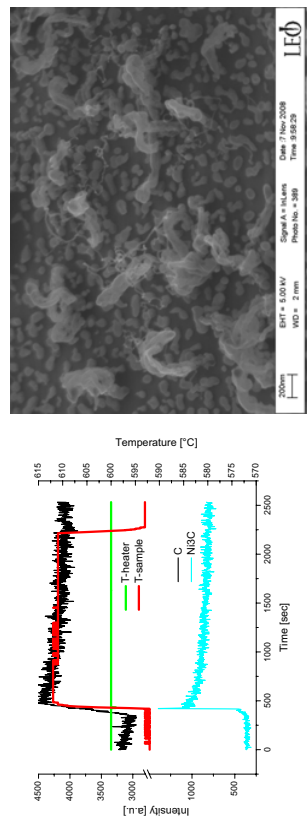 200nm
EHT = 5.00 kV
WD = 2 mm
Signal A = InLens
Photo No. = 389
Date :7 Nov 2008
Time :9:58:29
LEO
Temperature [°C]
615
610
605
600
595
590
585
580
575
570
T-heater
T-sample
C
Ni3C
4500
4000
3500
3000
1000
500
Intensity [a.u.]
0
500
1000
1500
2000
2500
Time [sec]